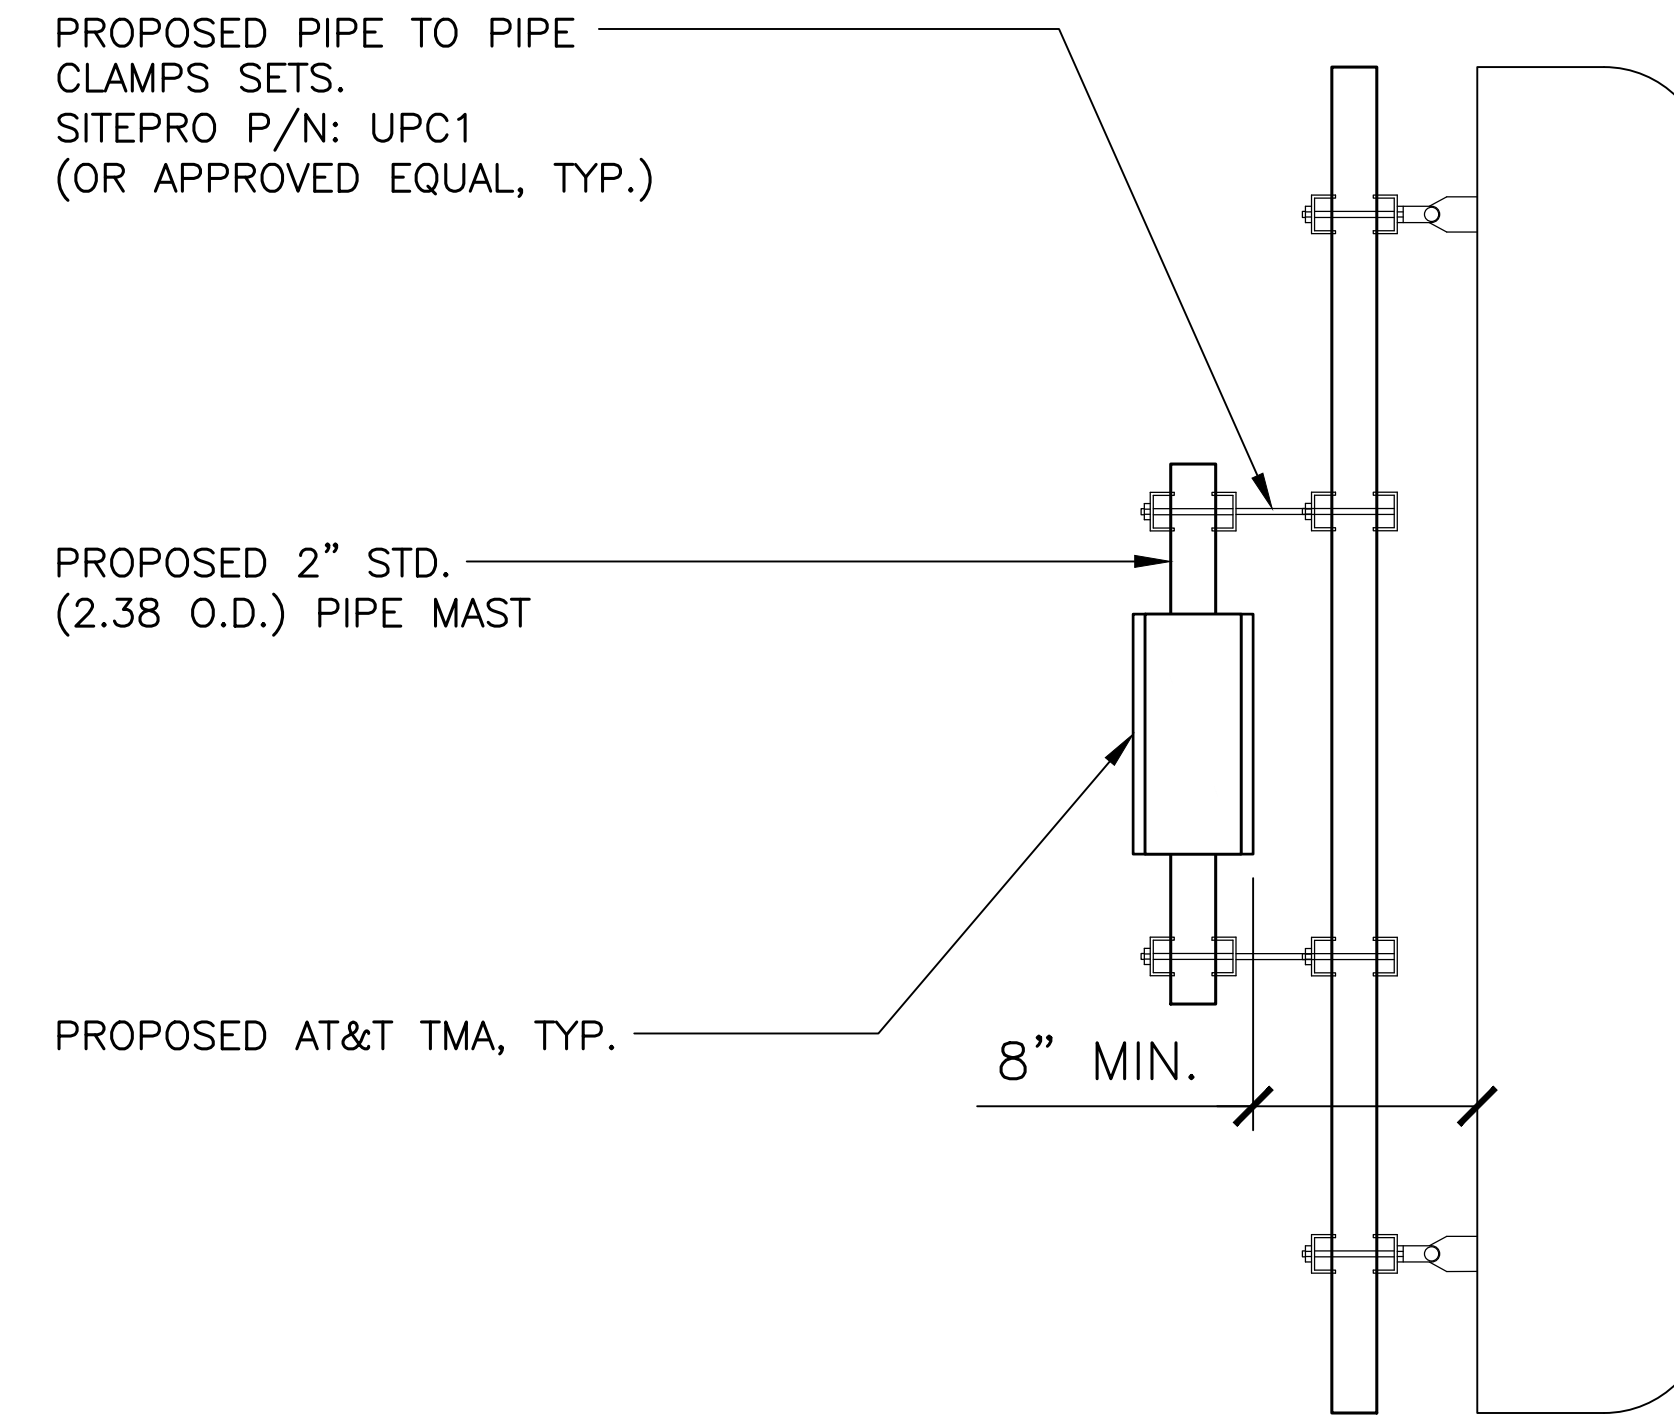 PROPOSED PIPE TO PIPE
CLAMPS SETS.
SITEPRO P/N: UPC1
(OR APPROVED EQUAL, TYP.)
PROPOSED 2” STD.
(2.38 O.D.) PIPE MAST
PROPOSED AT&T TMA, TYP.
8” MIN.